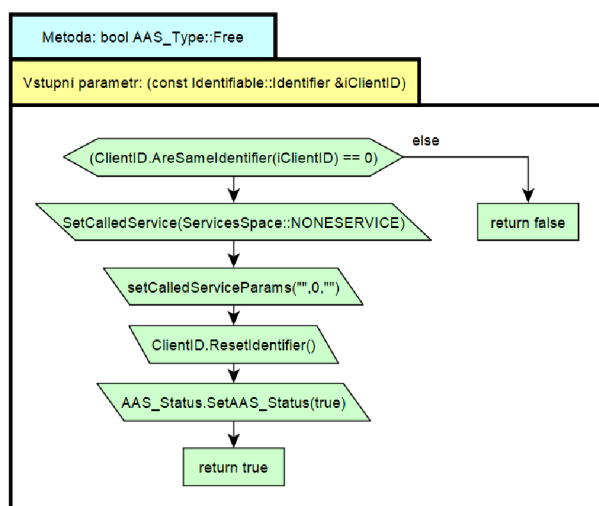 Metoda: bool AAS_Type::Free
Vstupní parametr: (const Identifiable::Identifier &iClientID)
(ClientID.AreSameIdentifier(iClientID) == 0)
else
SetCalledService(ServicesSpace::NONESERVICE)
return false
setCalledServiceParams("",0,"")
ClientID.ResetIdentifier()
AAS_Status.SetAAS_Status(true)
return true